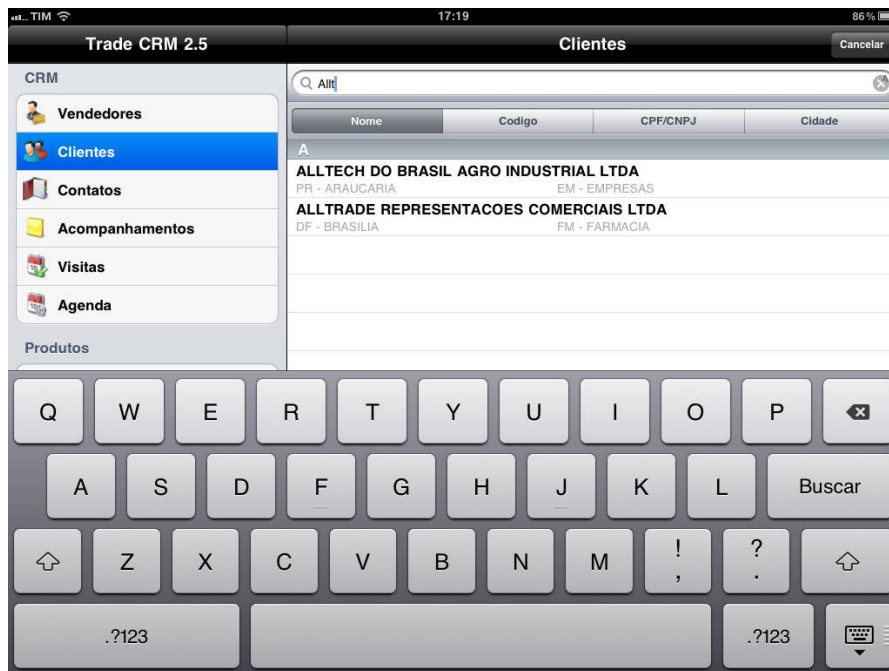 TIM 17:19 86%
Trade CRM 2.5 Clientes Cancelar
CRM
Vendedores
Clientes
Contatos
Acompanhamentos
Visitas
Agenda
Produtos
Allt
Nome Codigo CPF/CNPJ Cidade
A
ALLTECH DO BRASIL AGRO INDUSTRIAL LTDA
PR - ARAUCARIA EM - EMPRESAS
ALLTRADE REPRESENTACOES COMERCIAIS LTDA
DF - BRASILIA FM - FARMACIA
Q W E R T Y U I O P
A S D F G H J K L Buscar
Z X C V B N M ! , ? .
.?123 .?123